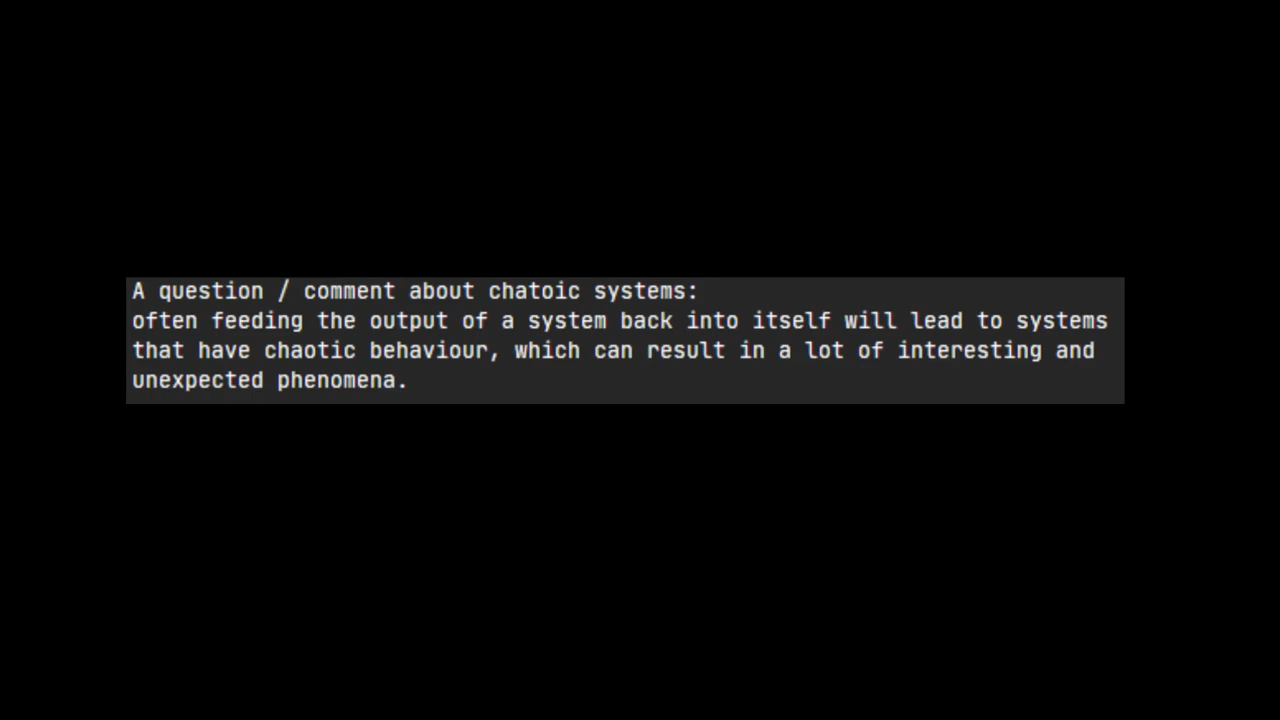 A question / comment about chatoic systems:
often feeding the output of a system back into itself will lead to systems
that have chaotic behaviour, which can result in a lot of interesting and
unexpected phenomena.